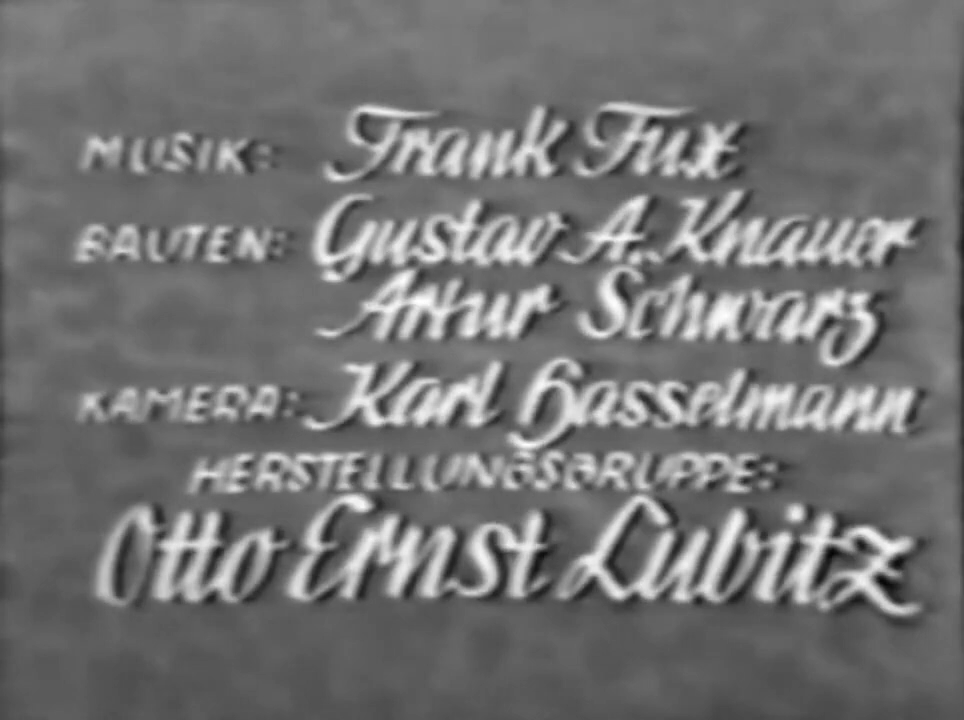 MUSIK: Frank Fux
BAUTEN: Gustav A. Knauer
Artur Schwarz
KAMERA: Karl Hasselmann
HERSTELLUNGSGRUPPE:
Otto Ernst Lubitz